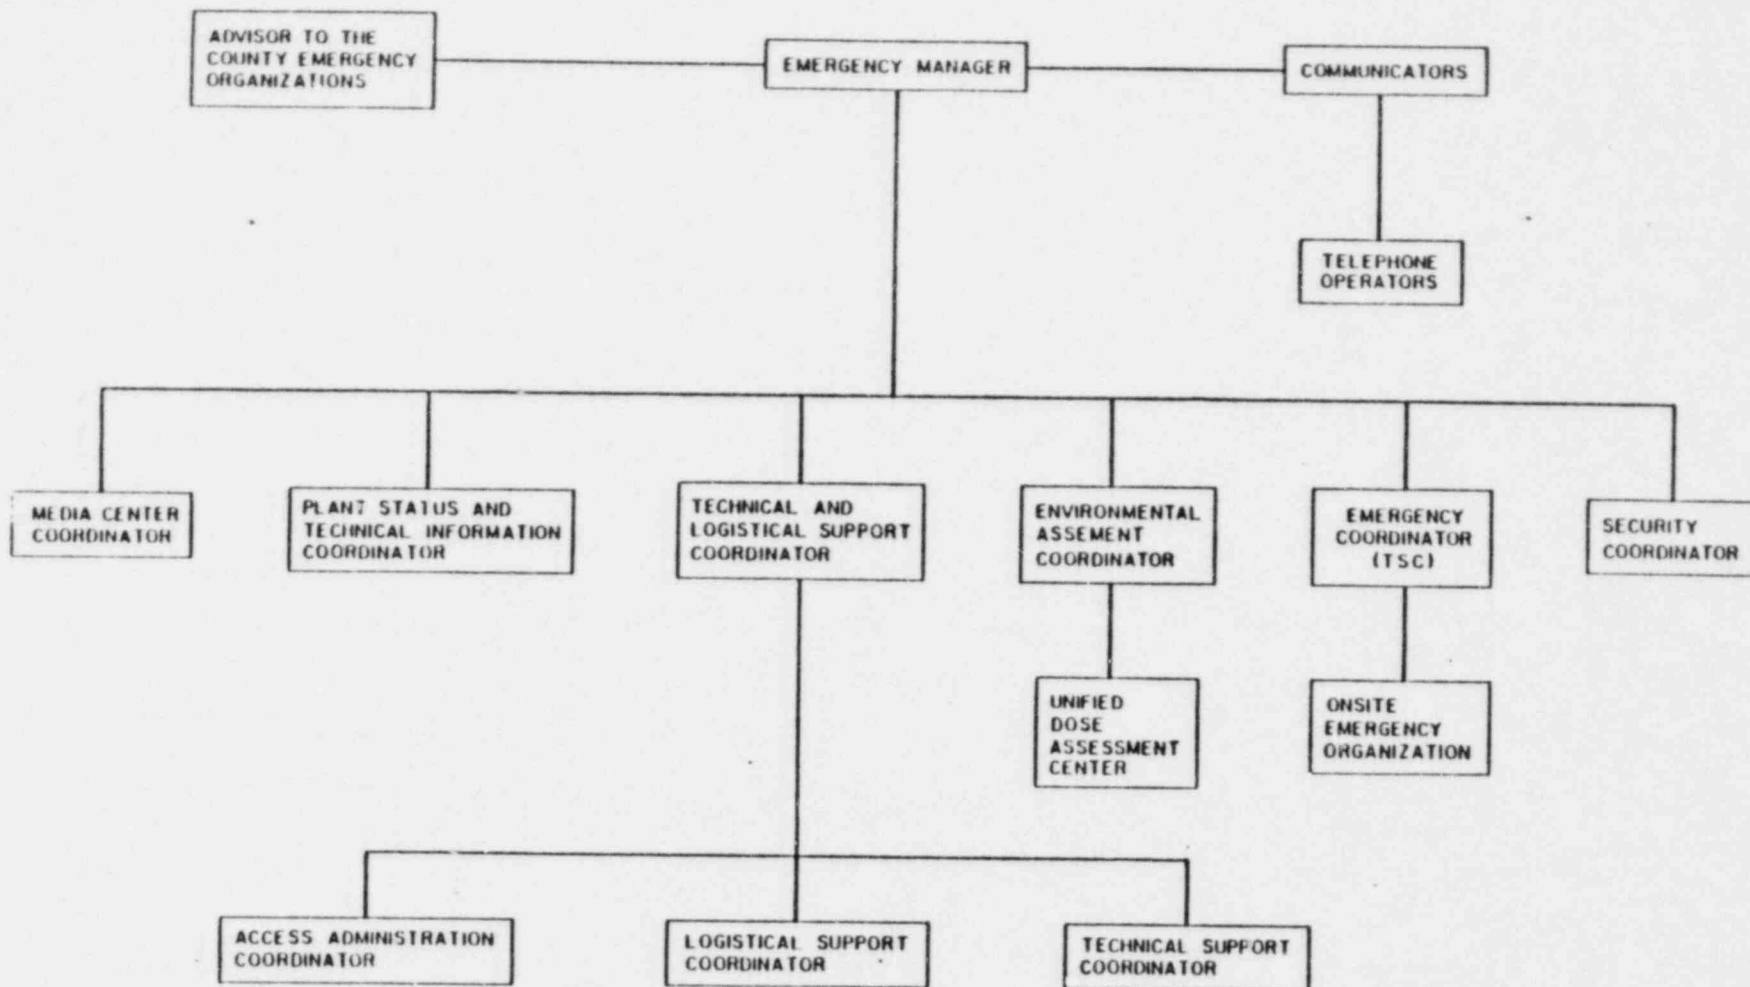 ADVISOR TO THE
COUNTY EMERGENCY
ORGANIZATIONS
EMERGENCY MANAGER
COMMUNICATORS
TELEPHONE
OPERATORS
MEDIA CENTER
COORDINATOR
PLANT STATUS AND
TECHNICAL INFORMATION
COORDINATOR
TECHNICAL AND
LOGISTICAL SUPPORT
COORDINATOR
ENVIRONMENTAL
ASSEMENT
COORDINATOR
EMERGENCY
COORDINATOR
(TSC)
SECURITY
COORDINATOR
UNIFIED
DOSE
ASSESSMENT
CENTER
ONSITE
EMERGENCY
ORGANIZATION
ACCESS ADMINISTRATION
COORDINATOR
LOGISTICAL SUPPORT
COORDINATOR
TECHNICAL SUPPORT
COORDINATOR